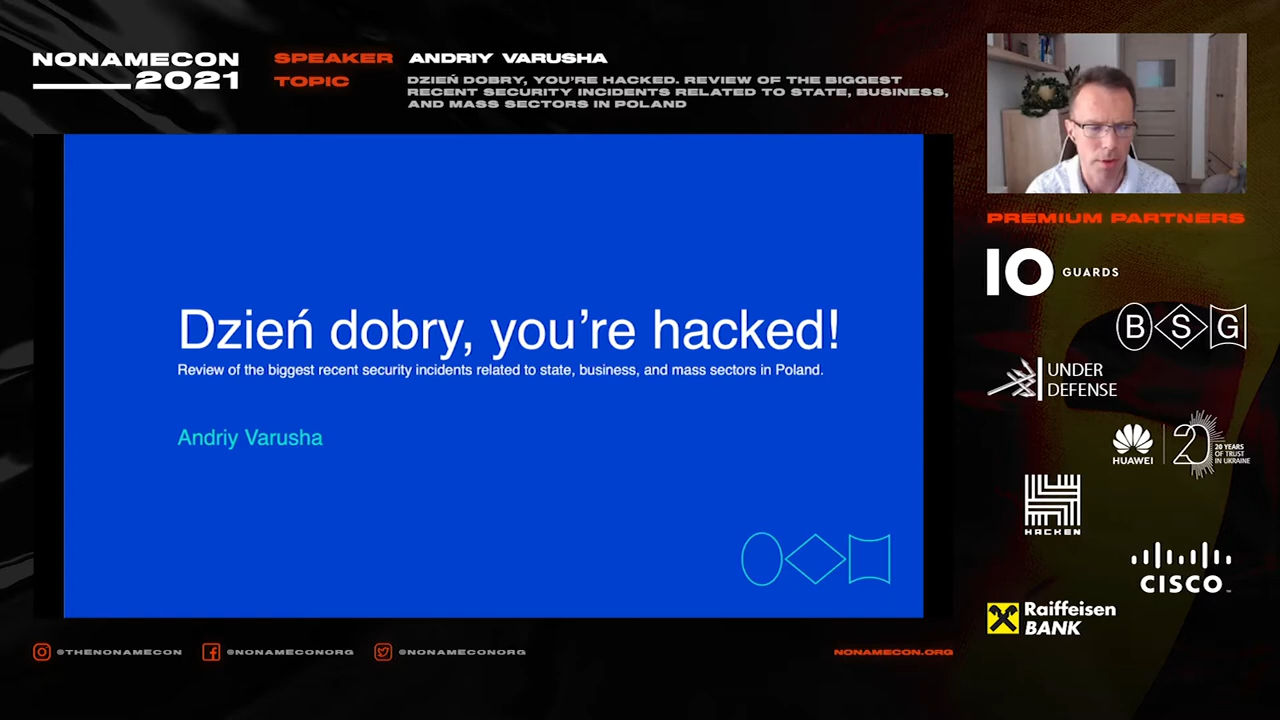 NONAMECON
2021
SPEAKER ANDRIY VARUSHA
TOPIC
DZIEŃ DOBRY, YOU'RE HACKED. REVIEW OF THE BIGGEST
RECENT SECURITY INCIDENTS RELATED TO STATE, BUSINESS,
AND MASS SECTORS IN POLAND
Dzień dobry, you're hacked!
Review of the biggest recent security incidents related to state, business, and mass sectors in Poland.
Andriy Varusha
PREMIUM PARTNERS
IO GUARDS
B S G
UNDER
DEFENSE
HUAWEI
20 YEARS
OF TRUST
IN UKRAINE
HACKEN
CISCO
Raiffeisen
BANK
@THENONAMECON
@NONAMECONORG
@NONAMECONORG
NONAMECON.ORG